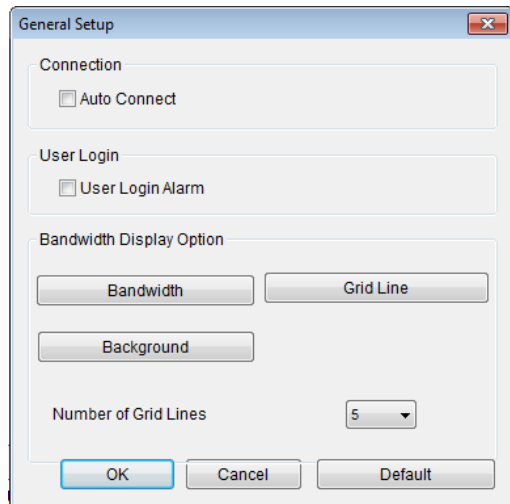 General Setup
Connection
Auto Connect
User Login
User Login Alarm
Bandwidth Display Option
Bandwidth
Grid Line
Background
Number of Grid Lines
5
OK
Cancel
Default